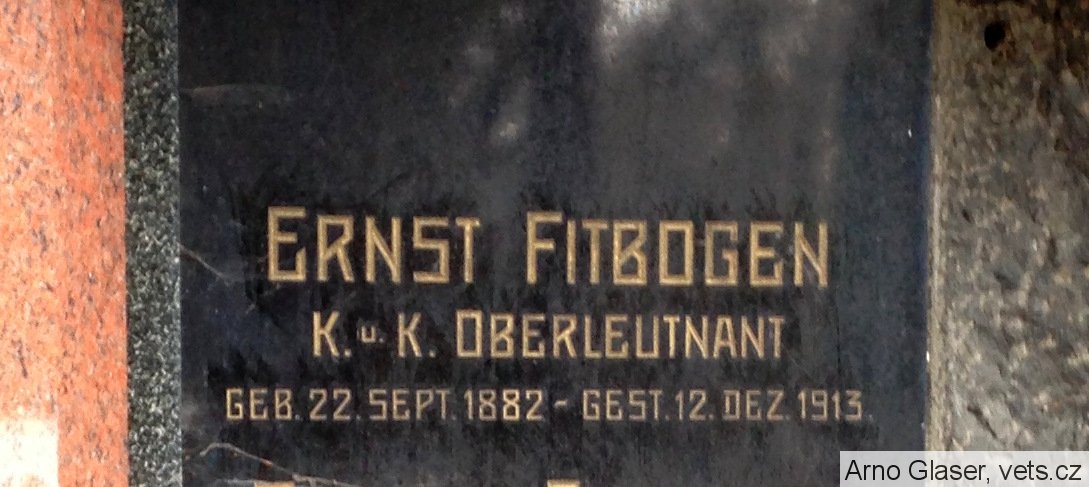 ERNST FITBOGEN
K. u. K. OBERLEUTNANT
GEB. 22. SEPT. 1882 - GEST. 12. DEZ. 1913.
Arno Glaser, vets.cz